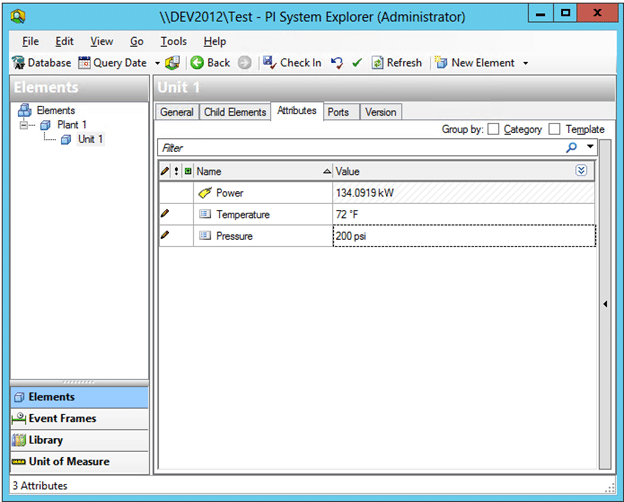 \\DEV2012\Test - PI System Explorer (Administrator)
File Edit View Go Tools Help
Database Query Date Back Check In Refresh New Element
Elements
Elements
Plant 1
Unit 1
Elements
Event Frames
Library
Unit of Measure
Unit 1
General Child Elements Attributes Ports Version
Group by: Category Template
Filter
Name Value
Power 134.0919 kW
Temperature 72 °F
Pressure 200 psi
3 Attributes